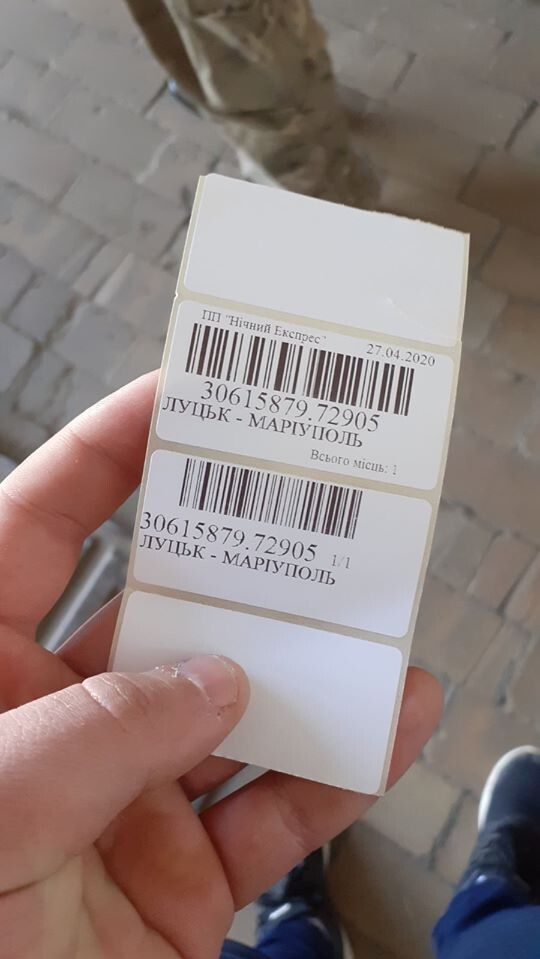 ПП "Нічний Експрес"
27.04.2020
30615879.72905
ЛУЦЬК - МАРІУПОЛЬ
Всього місць: 1
30615879.72905 1/1
ЛУЦЬК - МАРІУПОЛЬ